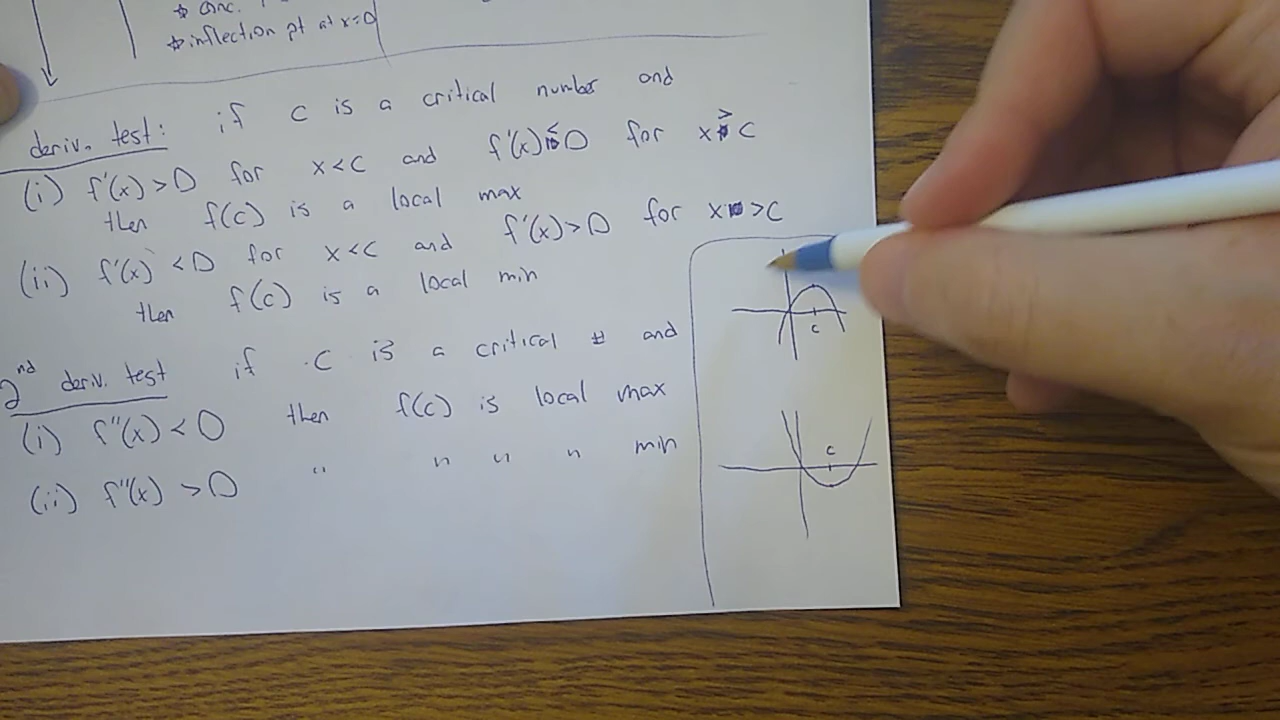 * conc.
* inflection pt at x=0
deriv. test: if c is a critical number and
(i) f'(x)>0 for x<c and f'(x)<0 for x>c
then f(c) is a local max
(ii) f'(x)<0 for x<c and f'(x)>0 for x>c
then f(c) is a local min
2nd deriv. test if c is a critical # and
(i) f''(x)<0 then f(c) is local max
(ii) f''(x)>0 " " " " min
c
c